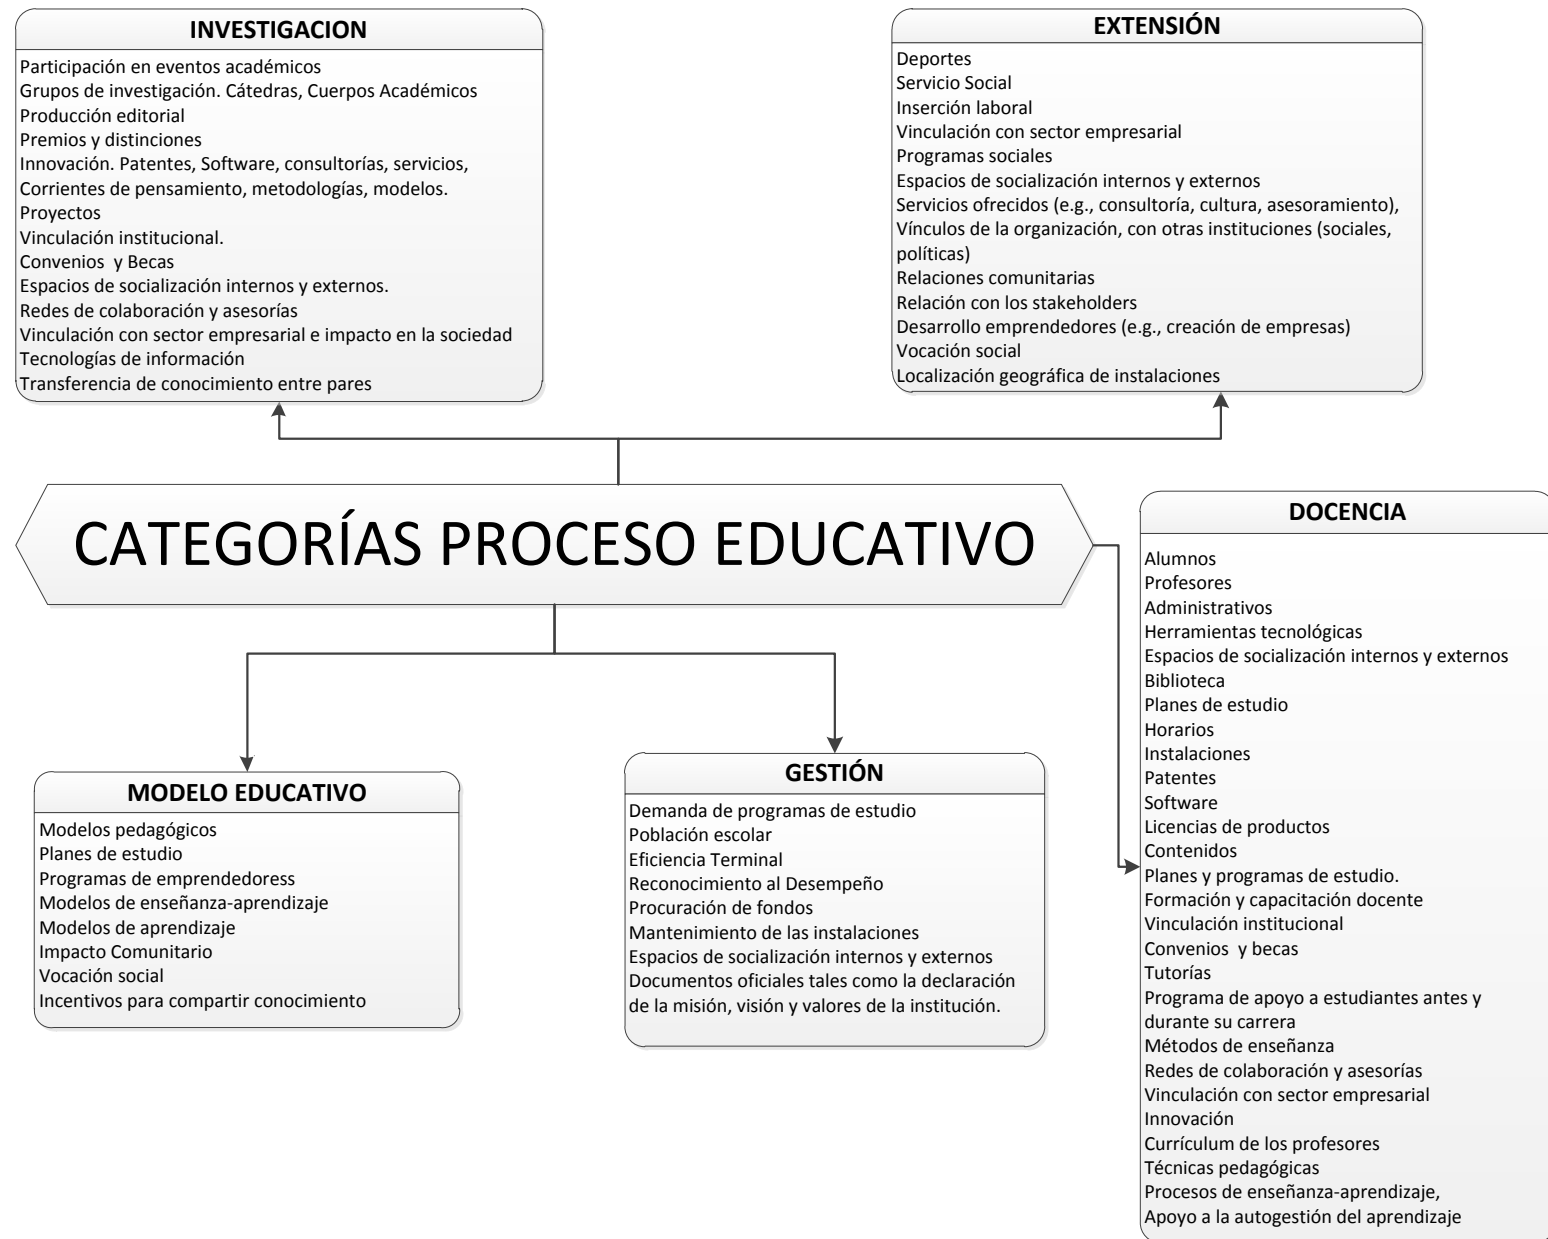 INVESTIGACION
Participación en eventos académicos
Grupos de investigación. Cátedras, Cuerpos Académicos
Producción editorial
Premios y distinciones
Innovación. Patentes, Software, consultorías, servicios,
Corrientes de pensamiento, metodologías, modelos.
Proyectos
Vinculación institucional.
Convenios  y Becas
Espacios de socialización internos y externos.
Redes de colaboración y asesorías
Vinculación con sector empresarial e impacto en la sociedad
Tecnologías de información
Transferencia de conocimiento entre pares
EXTENSIÓN
Deportes
Servicio Social
Inserción laboral
Vinculación con sector empresarial
Programas sociales
Espacios de socialización internos y externos
Servicios ofrecidos (e.g., consultoría, cultura, asesoramiento),
Vínculos de la organización, con otras instituciones (sociales,
políticas)
Relaciones comunitarias
Relación con los stakeholders
Desarrollo emprendedores (e.g., creación de empresas)
Vocación social
Localización geográfica de instalaciones
CATEGORÍAS PROCESO EDUCATIVO
DOCENCIA
Alumnos
Profesores
Administrativos
Herramientas tecnológicas
Espacios de socialización internos y externos
Biblioteca
Planes de estudio
Horarios
Instalaciones
Patentes
Software
Licencias de productos
Contenidos
Planes y programas de estudio.
Formación y capacitación docente
Vinculación institucional
Convenios  y becas
Tutorías
Programa de apoyo a estudiantes antes y
durante su carrera
Métodos de enseñanza
Redes de colaboración y asesorías
Vinculación con sector empresarial
Innovación
Currículum de los profesores
Técnicas pedagógicas
Procesos de enseñanza-aprendizaje,
Apoyo a la autogestión del aprendizaje
MODELO EDUCATIVO
Modelos pedagógicos
Planes de estudio
Programas de emprendedoress
Modelos de enseñanza-aprendizaje
Modelos de aprendizaje
Impacto Comunitario
Vocación social
Incentivos para compartir conocimiento
GESTIÓN
Demanda de programas de estudio
Población escolar
Eficiencia Terminal
Reconocimiento al Desempeño
Procuración de fondos
Mantenimiento de las instalaciones
Espacios de socialización internos y externos
Documentos oficiales tales como la declaración
de la misión, visión y valores de la institución.